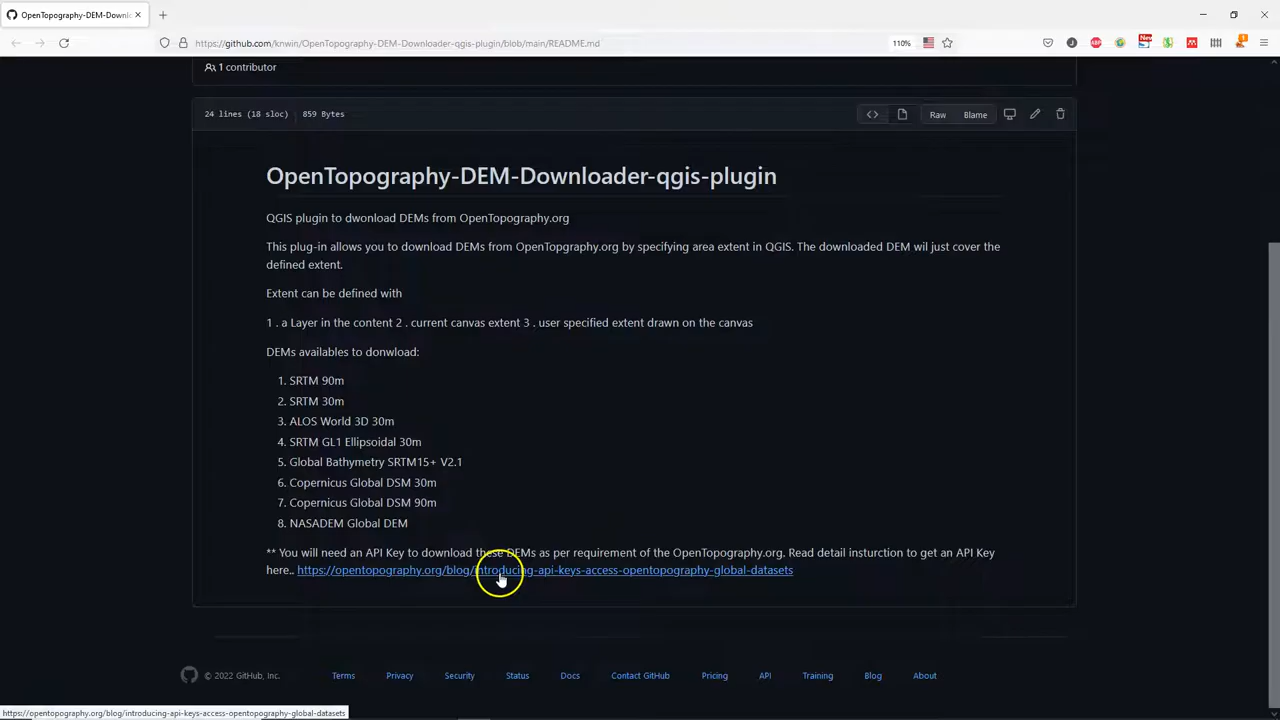 OpenTopography-DEM-Downl
https://github.com/knwin/OpenTopography-DEM-Downloader-qgis-plugin/blob/main/README.md
110%
1 contributor
24 lines (18 sloc) 859 Bytes
Raw Blame
OpenTopography-DEM-Downloader-qgis-plugin
QGIS plugin to dwonload DEMs from OpenTopography.org
This plug-in allows you to download DEMs from OpenTopgraphy.org by specifying area extent in QGIS. The downloaded DEM wil just cover the
defined extent.
Extent can be defined with
1 . a Layer in the content 2 . current canvas extent 3 . user specified extent drawn on the canvas
DEMs availables to donwload:
1. SRTM 90m
2. SRTM 30m
3. ALOS World 3D 30m
4. SRTM GL1 Ellipsoidal 30m
5. Global Bathymetry SRTM15+ V2.1
6. Copernicus Global DSM 30m
7. Copernicus Global DSM 90m
8. NASADEM Global DEM
** You will need an API Key to download these DEMs as per requirement of the OpenTopography.org. Read detail insturction to get an API Key
here.. https://opentopography.org/blog/introducing-api-keys-access-opentopography-global-datasets
© 2022 GitHub, Inc. Terms Privacy Security Status Docs Contact GitHub Pricing API Training Blog About
https://opentopography.org/blog/introducing-api-keys-access-opentopography-global-datasets